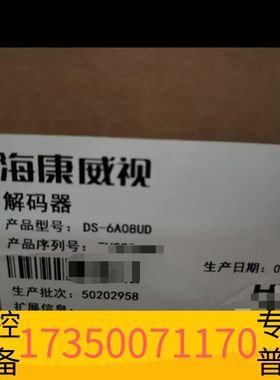 海康威视
解码器
产品型号: DS-6A08UD
产品序列号:
生产日期: 0
生产批次: 50202958
扩展信息:
控 专
备 17350071170 普